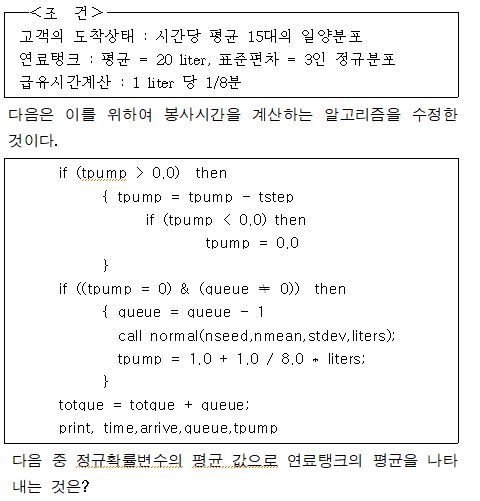 <조 건>
고객의 도착상태 : 시간당 평균 15대의 일양분포
연료탱크 : 평균 = 20 liter, 표준편차 = 3인 정규분포
급유시간계산 : 1 liter 당 1/8분
다음은 이를 위하여 봉사시간을 계산하는 알고리즘을 수정한
것이다.
if (tpump > 0.0) then
{ tpump = tpump - tstep
if (tpump < 0.0) then
tpump = 0.0
}
if ((tpump = 0) & (queue ≠ 0)) then
{ queue = queue - 1
call normal(nseed,nmean,stdev,liters);
tpump = 1.0 + 1.0 / 8.0 * liters;
}
totque = totque + queue;
print, time,arrive,queue,tpump
다음 중 정규확률변수의 평균 값으로 연료탱크의 평균을 나타
내는 것은?